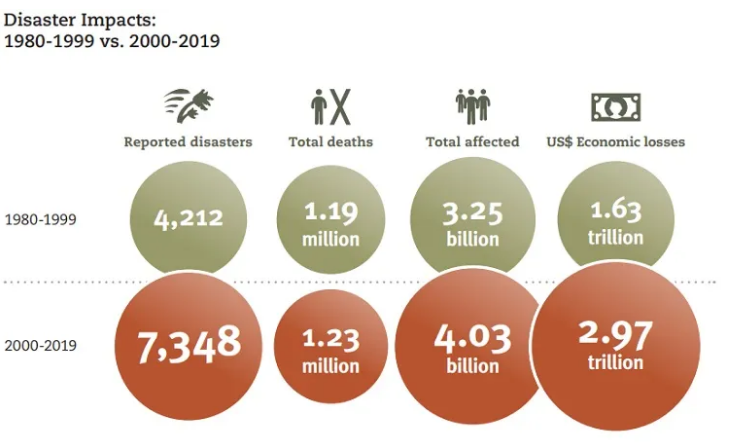 Disaster Impacts:
1980-1999 vs. 2000-2019
Reported disasters
Total deaths
Total affected
US$ Economic losses
1980-1999
4,212
1.19
million
3.25
billion
1.63
trillion
2000-2019
7,348
1.23
million
4.03
billion
2.97
trillion